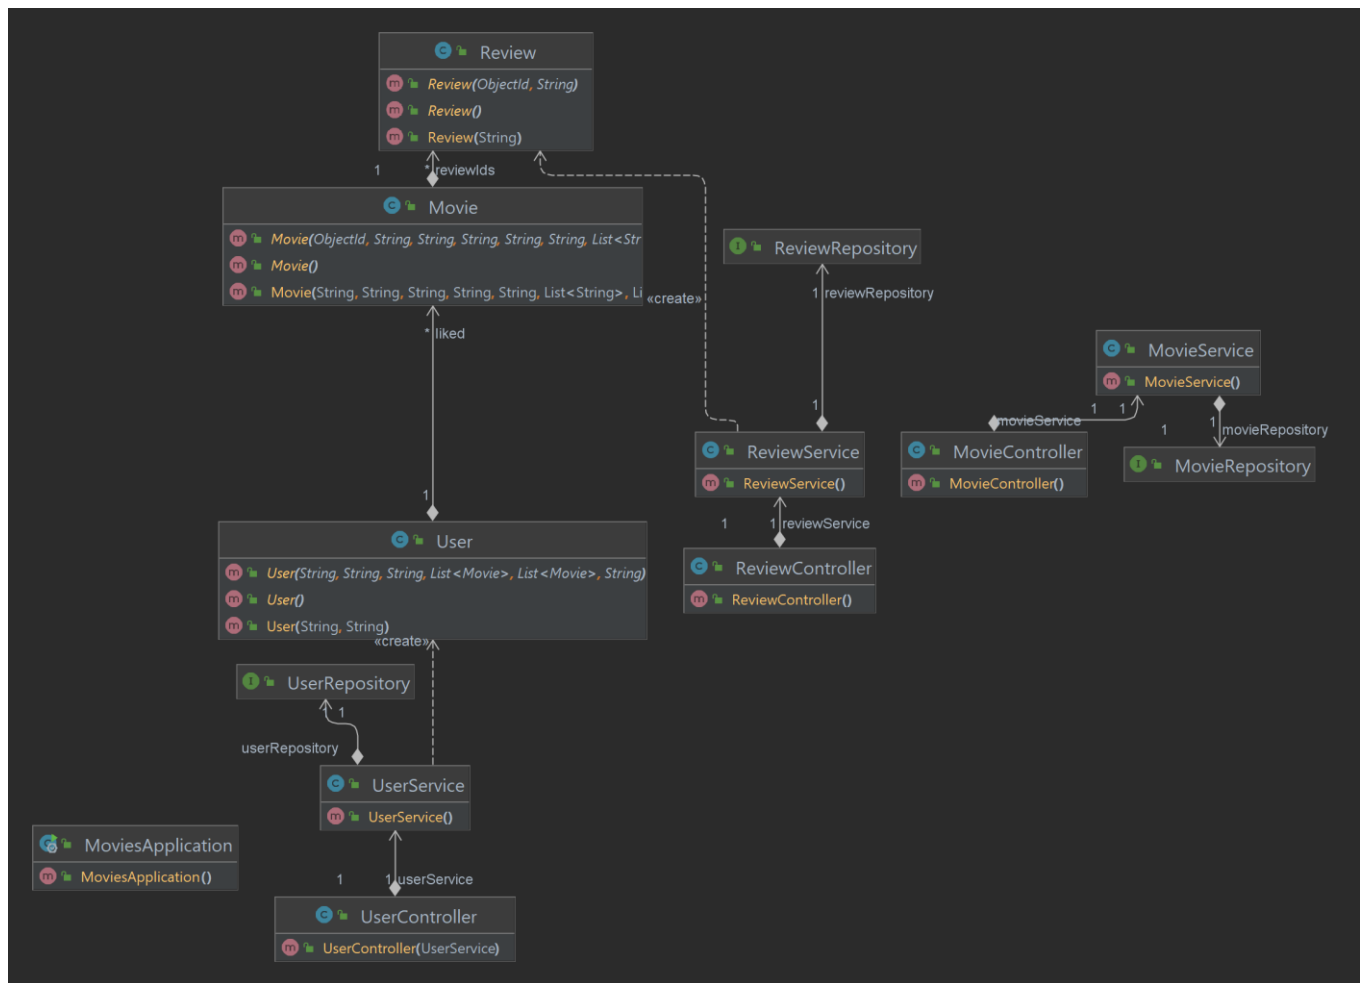 Review
Review(ObjectId, String)
Review()
Review(String)
1
* reviewIds
Movie
Movie(ObjectId, String, String, String, String, String, List<Str
Movie()
Movie(String, String, String, String, String, List<String>, Li
«create»
* liked
1
User
User(String, String, String, List<Movie>, List<Movie>, String)
User()
User(String, String)
«create»
UserRepository
1 1
userRepository
UserService
UserService()
1
1 userService
UserController
UserController(UserService)
MoviesApplication
MoviesApplication()
ReviewRepository
1 reviewRepository
1
ReviewService
ReviewService()
1
1 reviewService
ReviewController
ReviewController()
MovieService
MovieService()
movieService
1 1
MovieController
MovieController()
1
1
movieRepository
MovieRepository